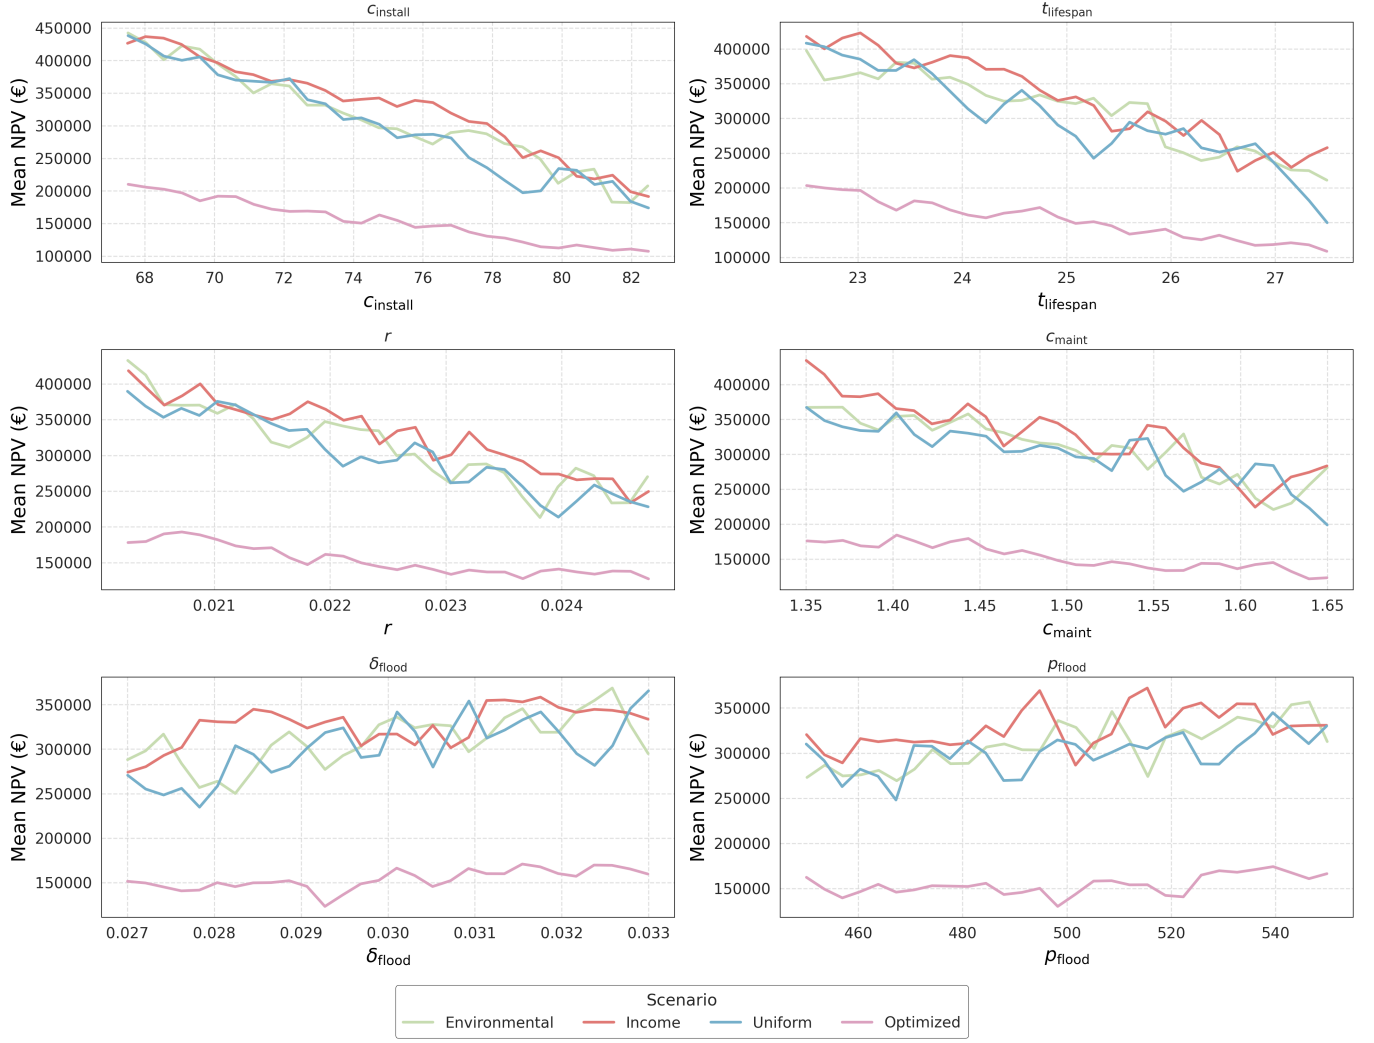 c_install
Mean NPV (€)
450000
400000
350000
300000
250000
200000
150000
100000
68 70 72 74 76 78 80 82
c_install
t_lifespan
Mean NPV (€)
400000
350000
300000
250000
200000
150000
100000
23 24 25 26 27
t_lifespan
r
Mean NPV (€)
400000
350000
300000
250000
200000
150000
0.021 0.022 0.023 0.024
r
c_maint
Mean NPV (€)
400000
350000
300000
250000
200000
150000
1.35 1.40 1.45 1.50 1.55 1.60 1.65
c_maint
δ_flood
Mean NPV (€)
350000
300000
250000
200000
150000
0.027 0.028 0.029 0.030 0.031 0.032 0.033
δ_flood
p_flood
Mean NPV (€)
350000
300000
250000
200000
150000
460 480 500 520 540
p_flood
Scenario
Environmental Income Uniform Optimized